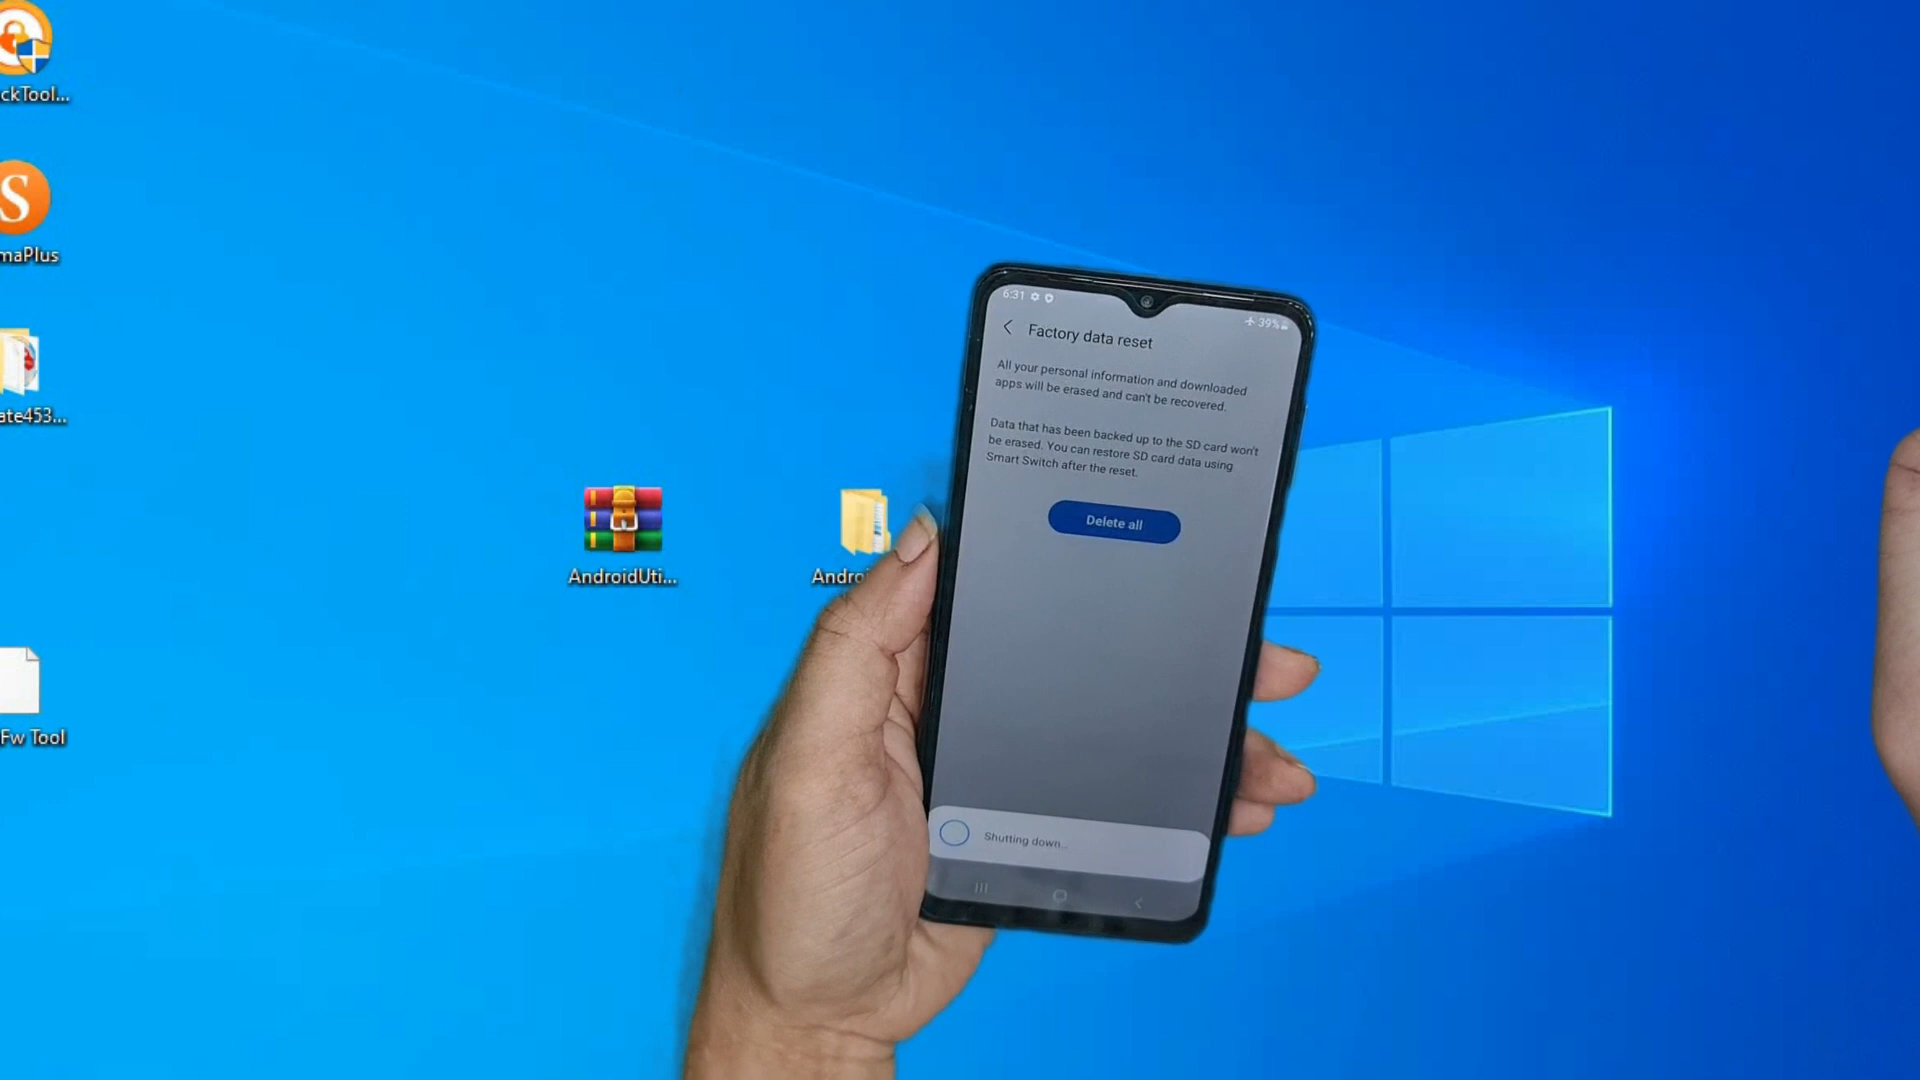 ckTool...
S
maPlus
ate453...
Fw Tool
AndroidUti...
Andro
6:31
39%
Factory data reset
All your personal information and downloaded
apps will be erased and can't be recovered.
Data that has been backed up to the SD card won't
be erased. You can restore SD card data using
Smart Switch after the reset.
Delete all
Shutting down...